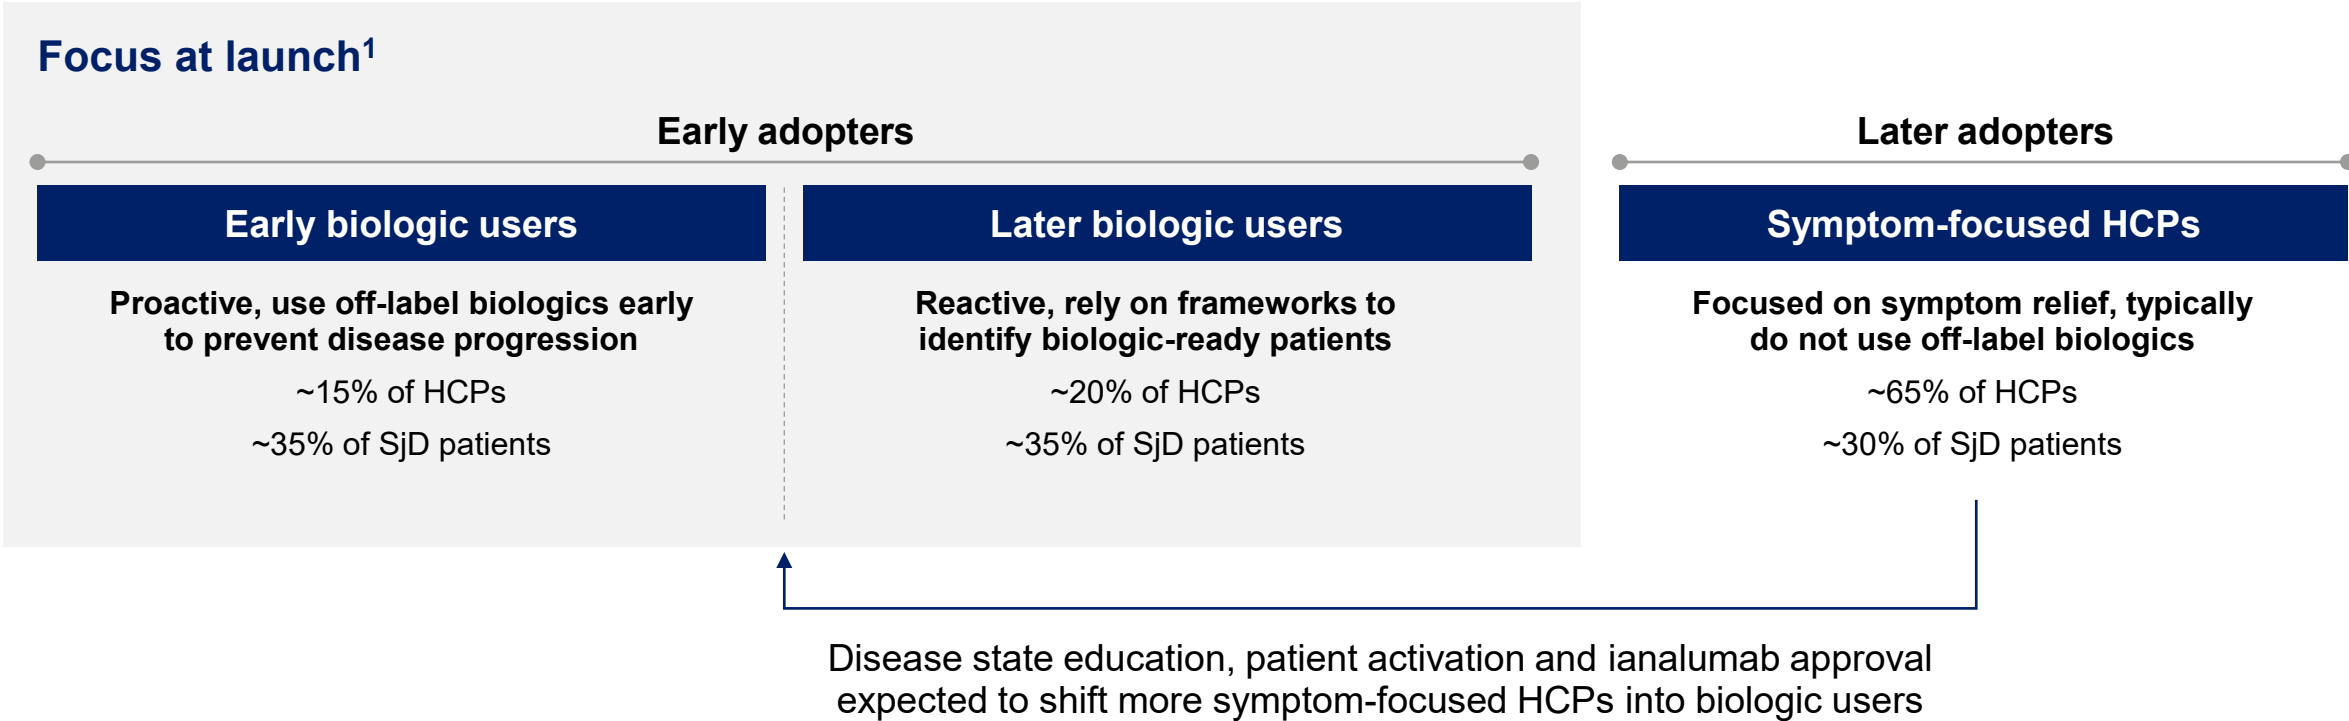 Focus at launch¹
Early adopters
Later adopters
Early biologic users
Proactive, use off-label biologics early
to prevent disease progression
~15% of HCPs
~35% of SjD patients
Later biologic users
Reactive, rely on frameworks to
identify biologic-ready patients
~20% of HCPs
~35% of SjD patients
Symptom-focused HCPs
Focused on symptom relief, typically
do not use off-label biologics
~65% of HCPs
~30% of SjD patients
Disease state education, patient activation and ianalumab approval
expected to shift more symptom-focused HCPs into biologic users